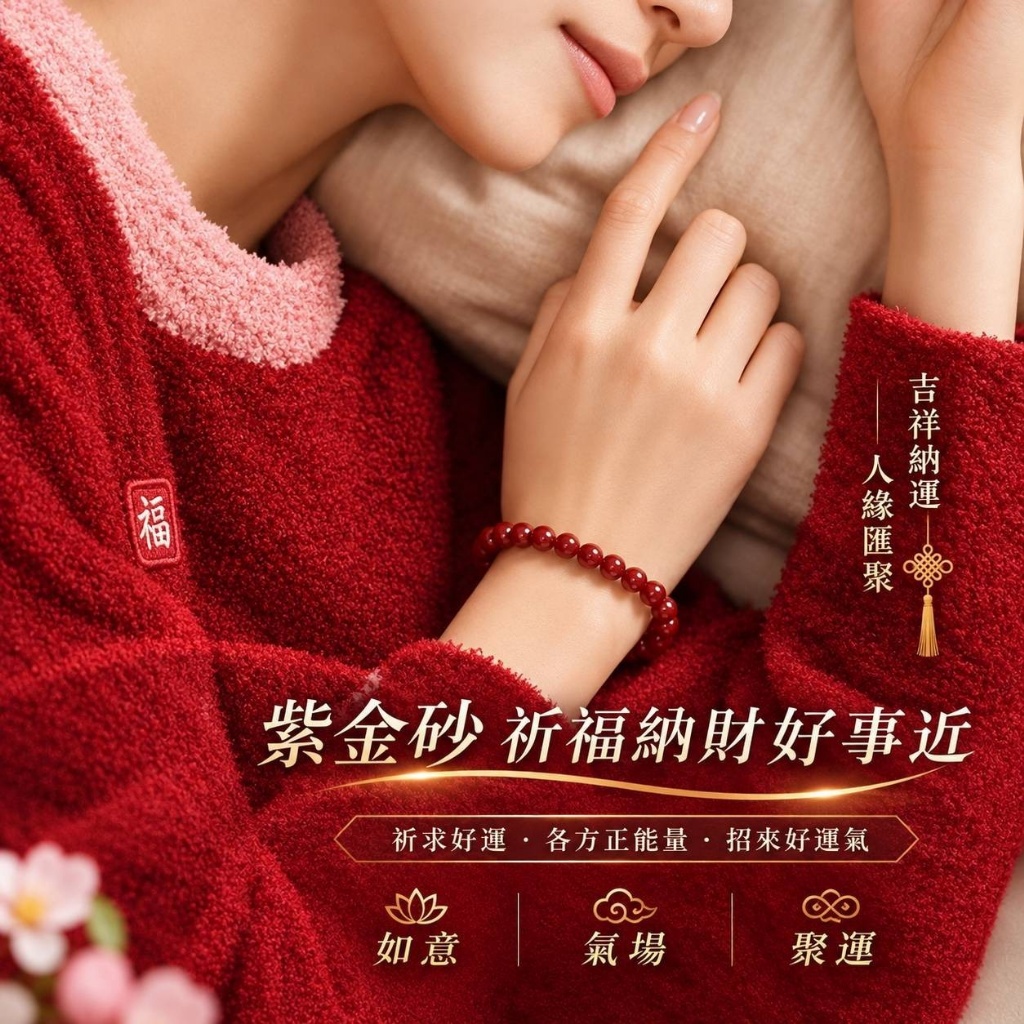 吉祥納運
人緣匯聚
福
紫金砂 祈福納財好事近
祈求好運 · 各方正能量 · 招來好運氣
如意
氣場
聚運